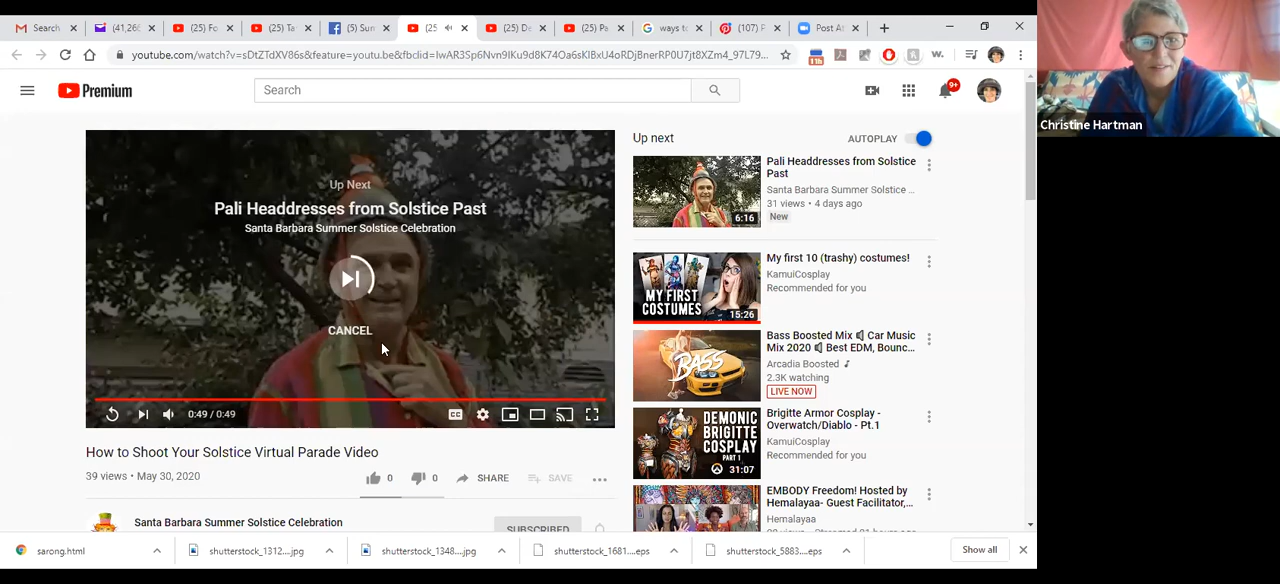 Search
(41,26
(25) Fo
(25) Ta
(5) Sun
(25
(25) De
(25) Pa
ways to
(107) P
Post Al
youtube.com/watch?v=sDtZTdXV86s&feature=youtu.be&fbclid=IwAR3Sp6Nvn9IKu9d8K74Oa6sKIBxU4oRDjBnerRP0U7jt8XZm4_97L79...
11h
w.
Premium
Search
9+
Christine Hartman
Up Next
Pali Headdresses from Solstice Past
Santa Barbara Summer Solstice Celebration
CANCEL
0:49 / 0:49
CC
How to Shoot Your Solstice Virtual Parade Video
39 views • May 30, 2020
0
0
SHARE
SAVE
Santa Barbara Summer Solstice Celebration
SUBSCRIBED
Up next
AUTOPLAY
6:16
Pali Headdresses from Solstice
Past
Santa Barbara Summer Solstice ...
31 views • 4 days ago
New
MY FIRST
COSTUMES
15:26
My first 10 (trashy) costumes!
KamuiCosplay
Recommended for you
BASS
Bass Boosted Mix 🔈 Car Music
Mix 2020 🔈 Best EDM, Bounc...
Arcadia Boosted
2.3K watching
LIVE NOW
DEMONIC
BRIGITTE
COSPLAY
PART 1
31:07
Brigitte Armor Cosplay -
Overwatch/Diablo - Pt.1
KamuiCosplay
Recommended for you
EMBODY Freedom! Hosted by
Hemalayaa- Guest Facilitator,...
Hemalayaa
sarong.html
shutterstock_1312....jpg
shutterstock_1348....jpg
shutterstock_1681....eps
shutterstock_5883....eps
Show all